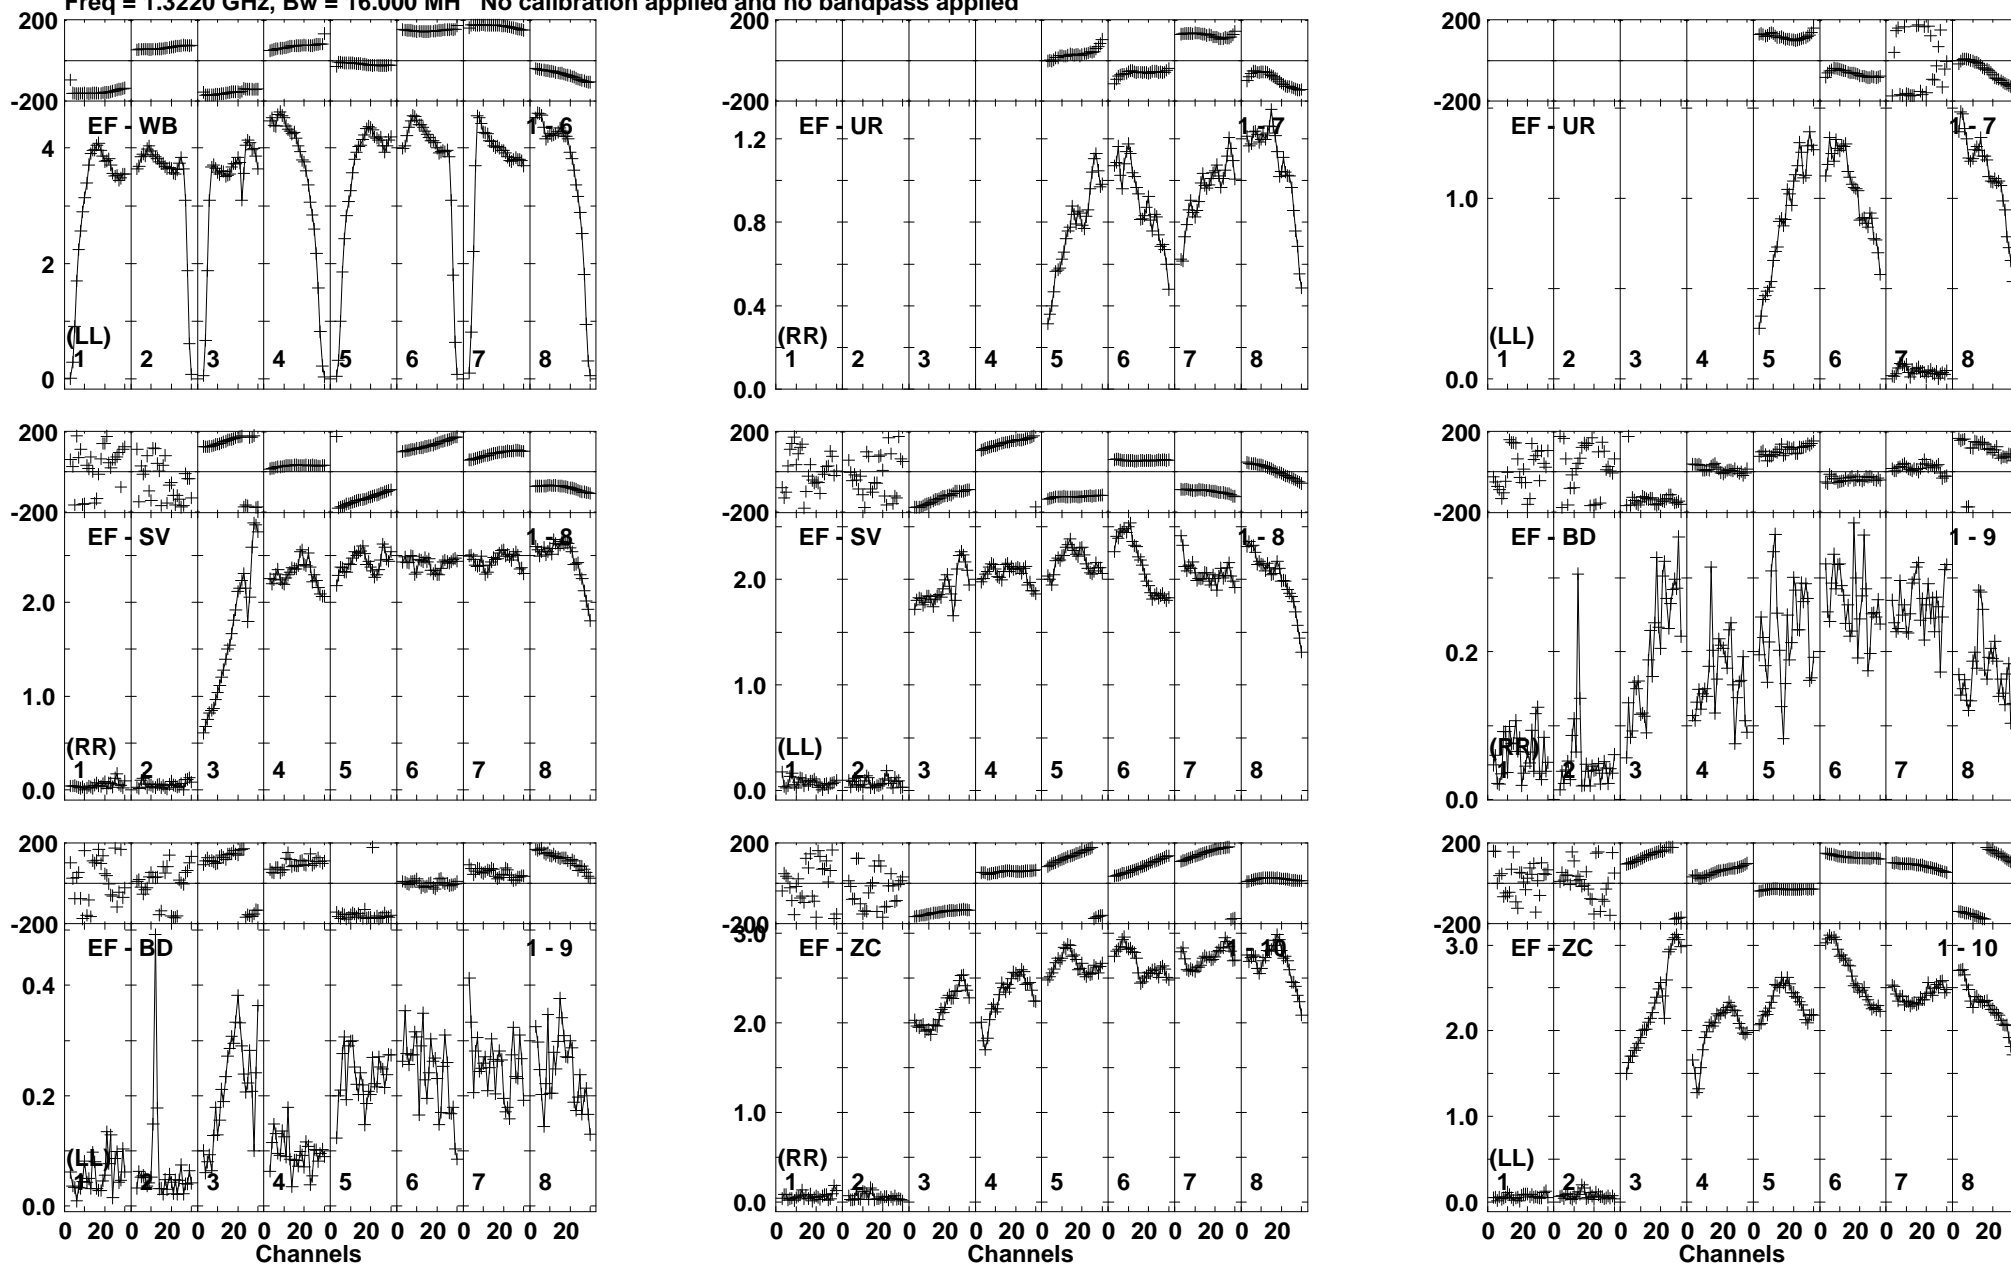 Freq = 1.3220 GHz, Bw = 16.000 MH No calibration applied and no bandpass applied
200 200 200
-200 -200 -200
EF - WB 1 - 6 EF - UR 1 - 7 EF - UR 1 - 7
4 1.2
1.0
0.8 1.0
2
0.4
(LL) (RR) (LL)
1 2 3 4 5 6 7 8 1 2 3 4 5 6 7 8 1 2 3 4 5 6 7 8
0 0.0 0.0
200 200 200
-200 -200 -200
EF - SV 1 - 8 EF - SV 1 - 8 EF - BD 1 - 9
2.0 2.0
0.2
1.0 1.0
(RR) (LL) (RR)
1 2 3 4 5 6 7 8 1 2 3 4 5 6 7 8 1 2 3 4 5 6 7 8
0.0 0.0 0.0
200 200 200
-200 -200 -200
EF - BD 1 - 9 3.0 EF - ZC 1 - 10 3.0 EF - ZC 1 - 10
0.4
2.0 2.0
0.2
1.0 1.0
(LL) (RR) (LL)
1 2 3 4 5 6 7 8 1 2 3 4 5 6 7 8 1 2 3 4 5 6 7 8
0.0 0.0 0.0
0 20 0 20 0 20 0 20 0 20 0 20 0 20 0 20 0 20 0 20 0 20 0 20 0 20 0 20 0 20 0 20 0 20 0 20 0 20 0 20 0 20 0 20 0 20 0 20
Channels Channels Channels